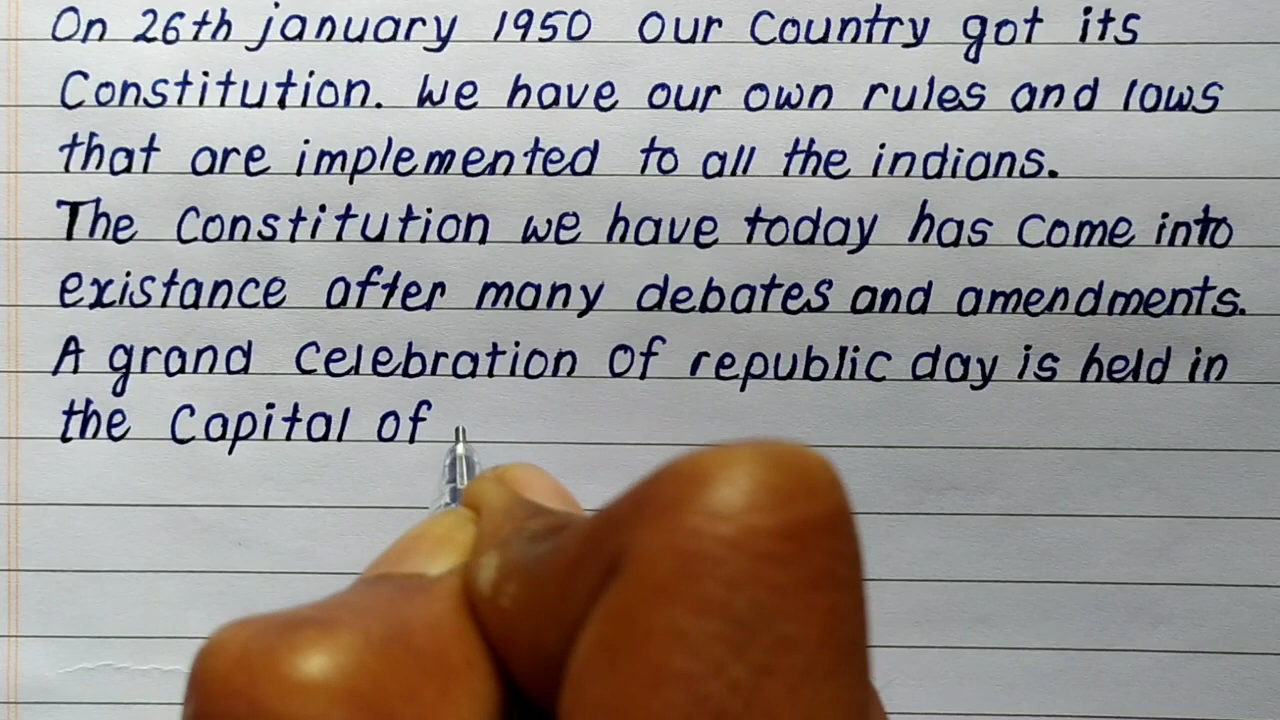 On 26th january 1950 our Country got its
Constitution. We have our own rules and laws
that are implemented to all the indians.
The Constitution we have today has come into
existance after many debates and amendments.
A grand Celebration of republic day is held in
the Capital of